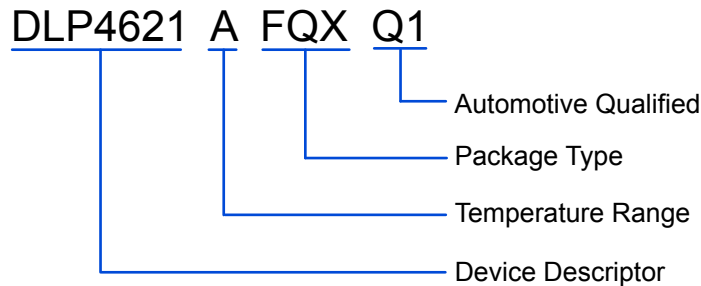 DLP4621 A FQX Q1
Automotive Qualified
Package Type
Temperature Range
Device Descriptor